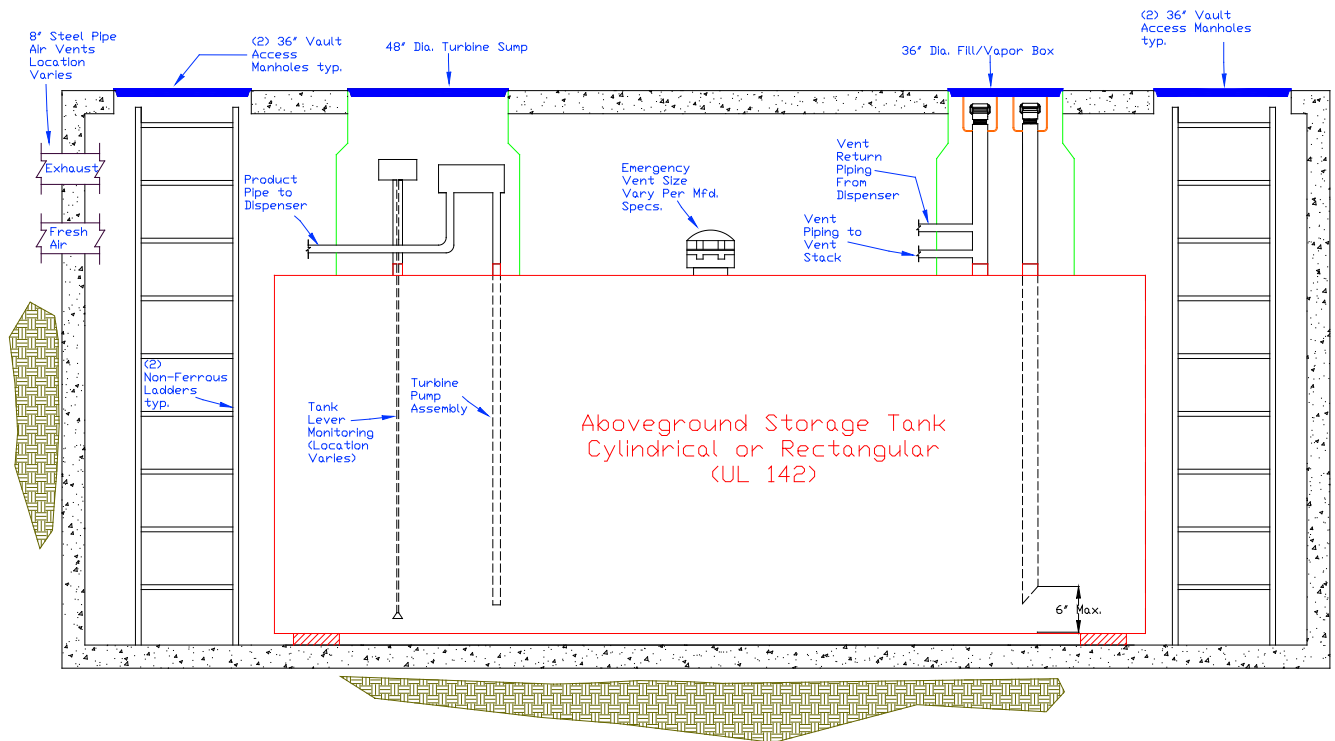 8" Steel Pipe
Air Vents
Location
Varies
(2) 36" Vault
Access
Manholes typ.
48" Dia. Turbine Sump
36" Dia. Fill/Vapor Box
(2) 36" Vault
Access Manholes
typ.
Exhaust
Fresh
Air
Product
Pipe to
Dispenser
Emergency
Vent Size
Vary Per Mfd.
Specs.
Vent
Return
Piping
From
Dispenser
Vent
Piping to
Vent
Stack
(2)
Non-Ferrous
Ladders
typ.
Tank
Lever
Monitoring
(Location
Varies)
Turbine
Pump
Assembly
Aboveground Storage Tank
Cylindrical or Rectangular
(UL 142)
6" Max.